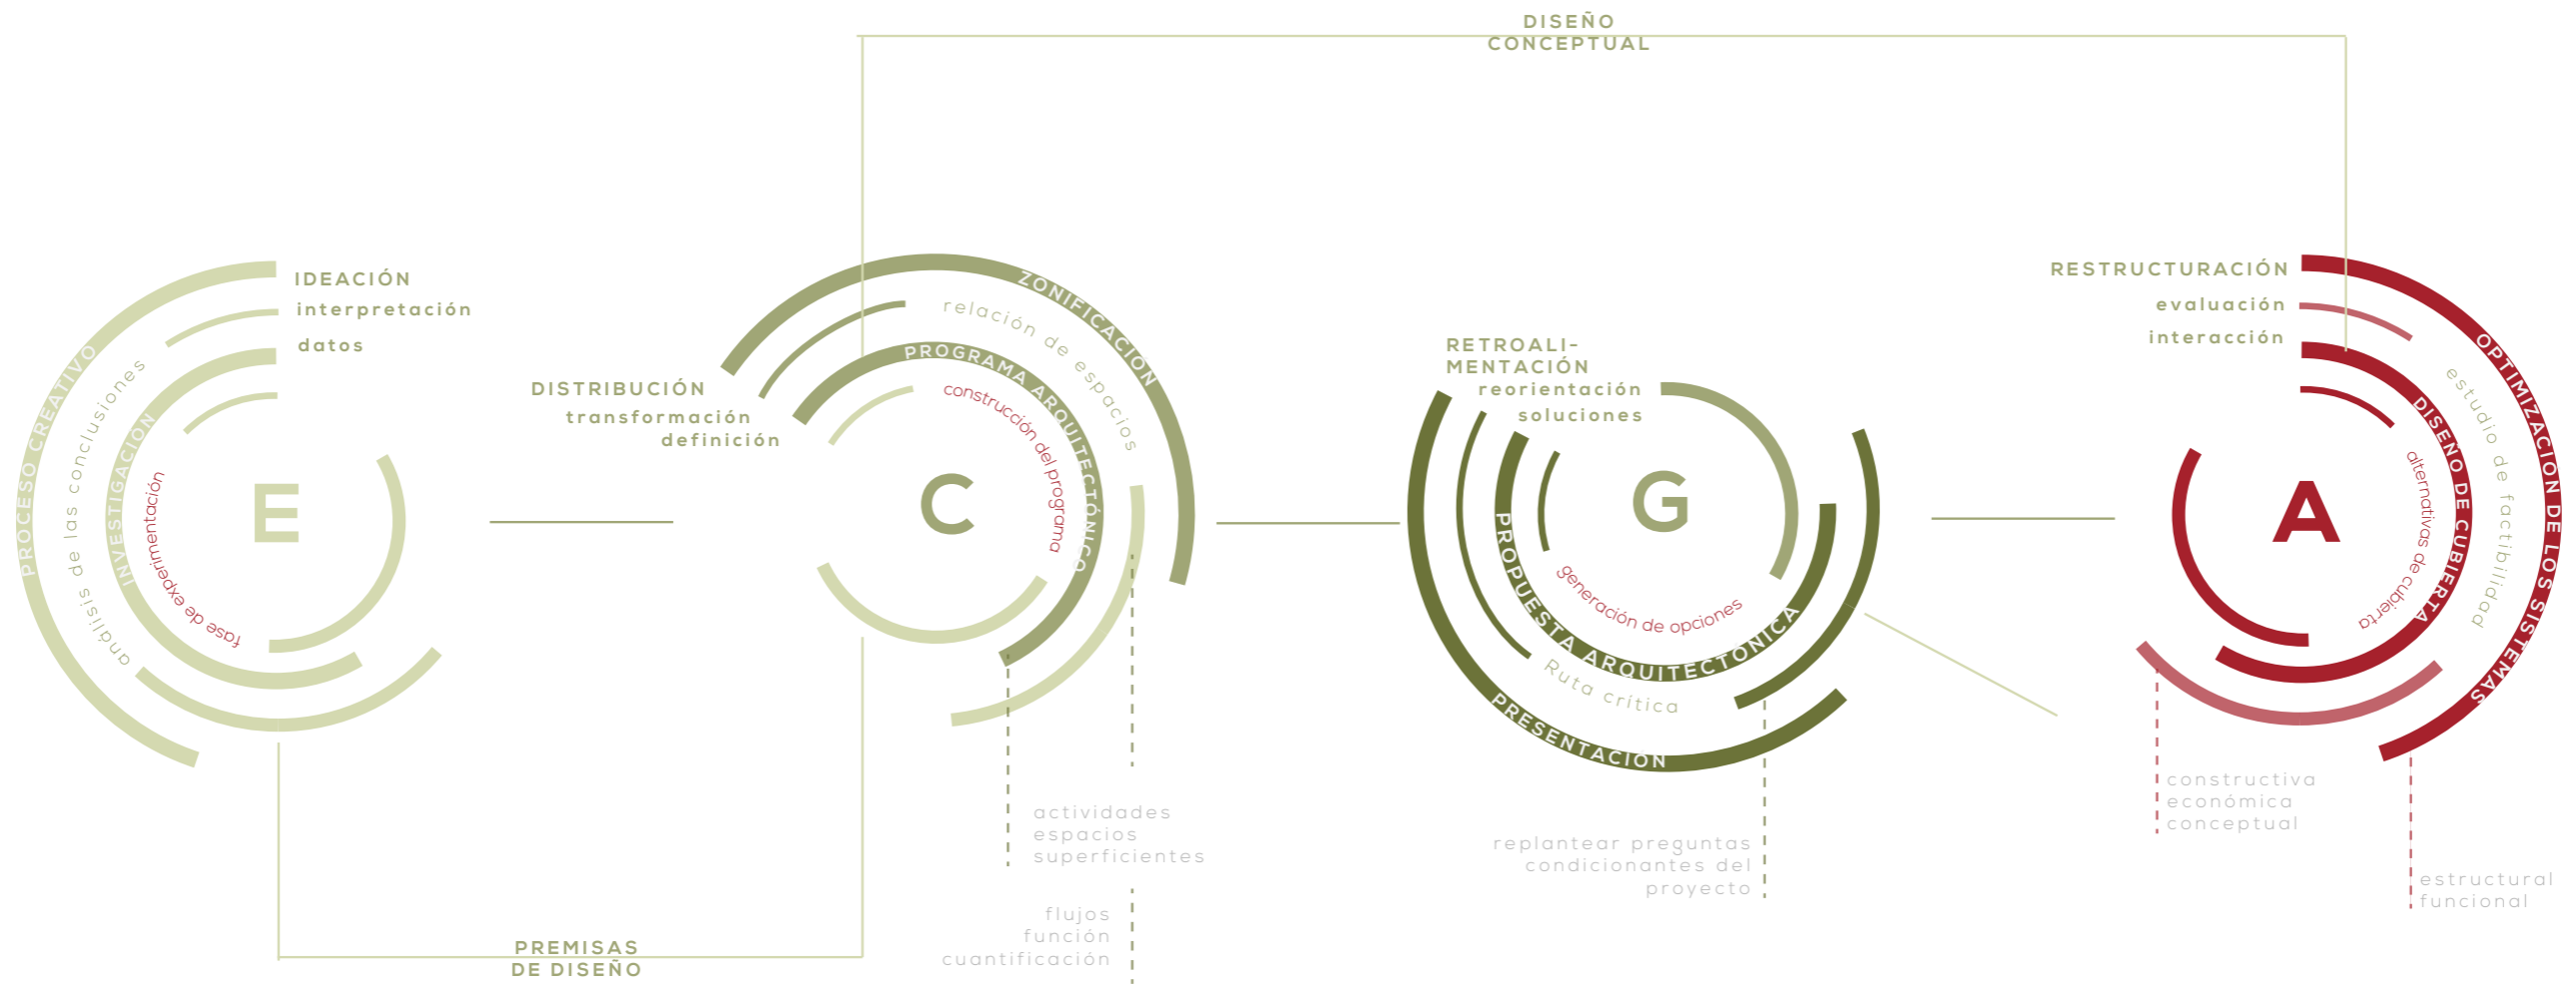 DISEÑO
CONCEPTUAL
IDEACIÓN
interpretación
datos
PROCESO CREATIVO
análisis de las conclusiones
INVESTIGACIÓN
fase de experimentación
E
PREMISAS
DE DISEÑO
DISTRIBUCIÓN
transformación
definición
ZONIFICACIÓN
relación de espacios
PROGRAMA ARQUITECTÓNICO
construcción del programa
C
actividades
espacios
superficientes
flujos
función
cuantificación
RETROALI-
MENTACIÓN
reorientación
soluciones
G
generación de opciones
PROPUESTA ARQUITECTÓNICA
Ruta crítica
PRESENTACIÓN
replantear preguntas
condicionantes del
proyecto
RESTRUCTURACIÓN
evaluación
interacción
OPTIMIZACIÓN DE LOS SISTEMAS
estudio de factibilidad
DISEÑO DE CUBIERTA
alternativas de cubierta
A
constructiva
económica
conceptual
estructural
funcional